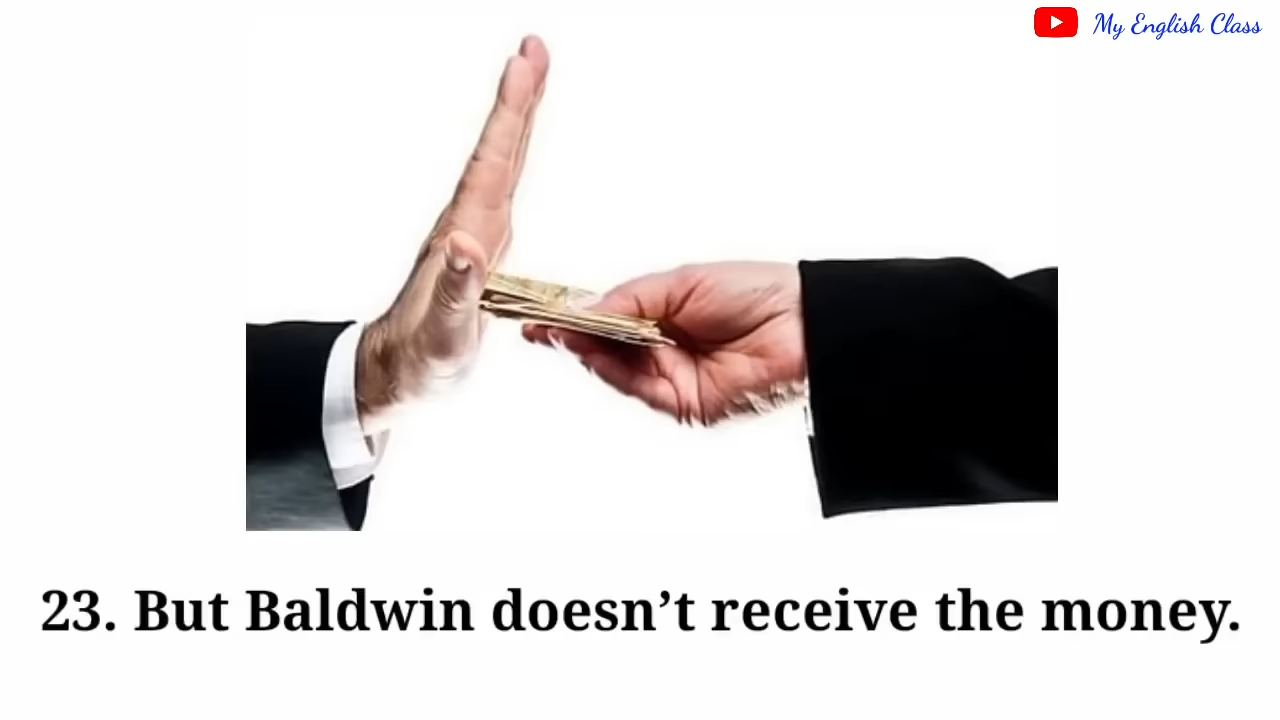 My English Class
23. But Baldwin doesn’t receive the money.